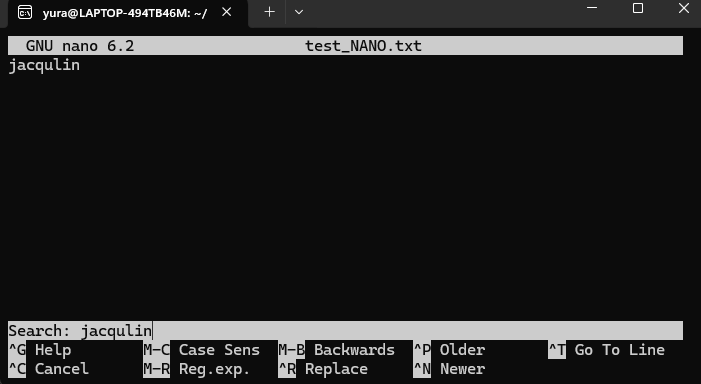 yura@LAPTOP-494TB46M: ~/
GNU nano 6.2 test_NANO.txt
jacqulin
Search: jacqulin
^G Help M-C Case Sens M-B Backwards ^P Older ^T Go To Line
^C Cancel M-R Reg.exp. ^R Replace ^N Newer